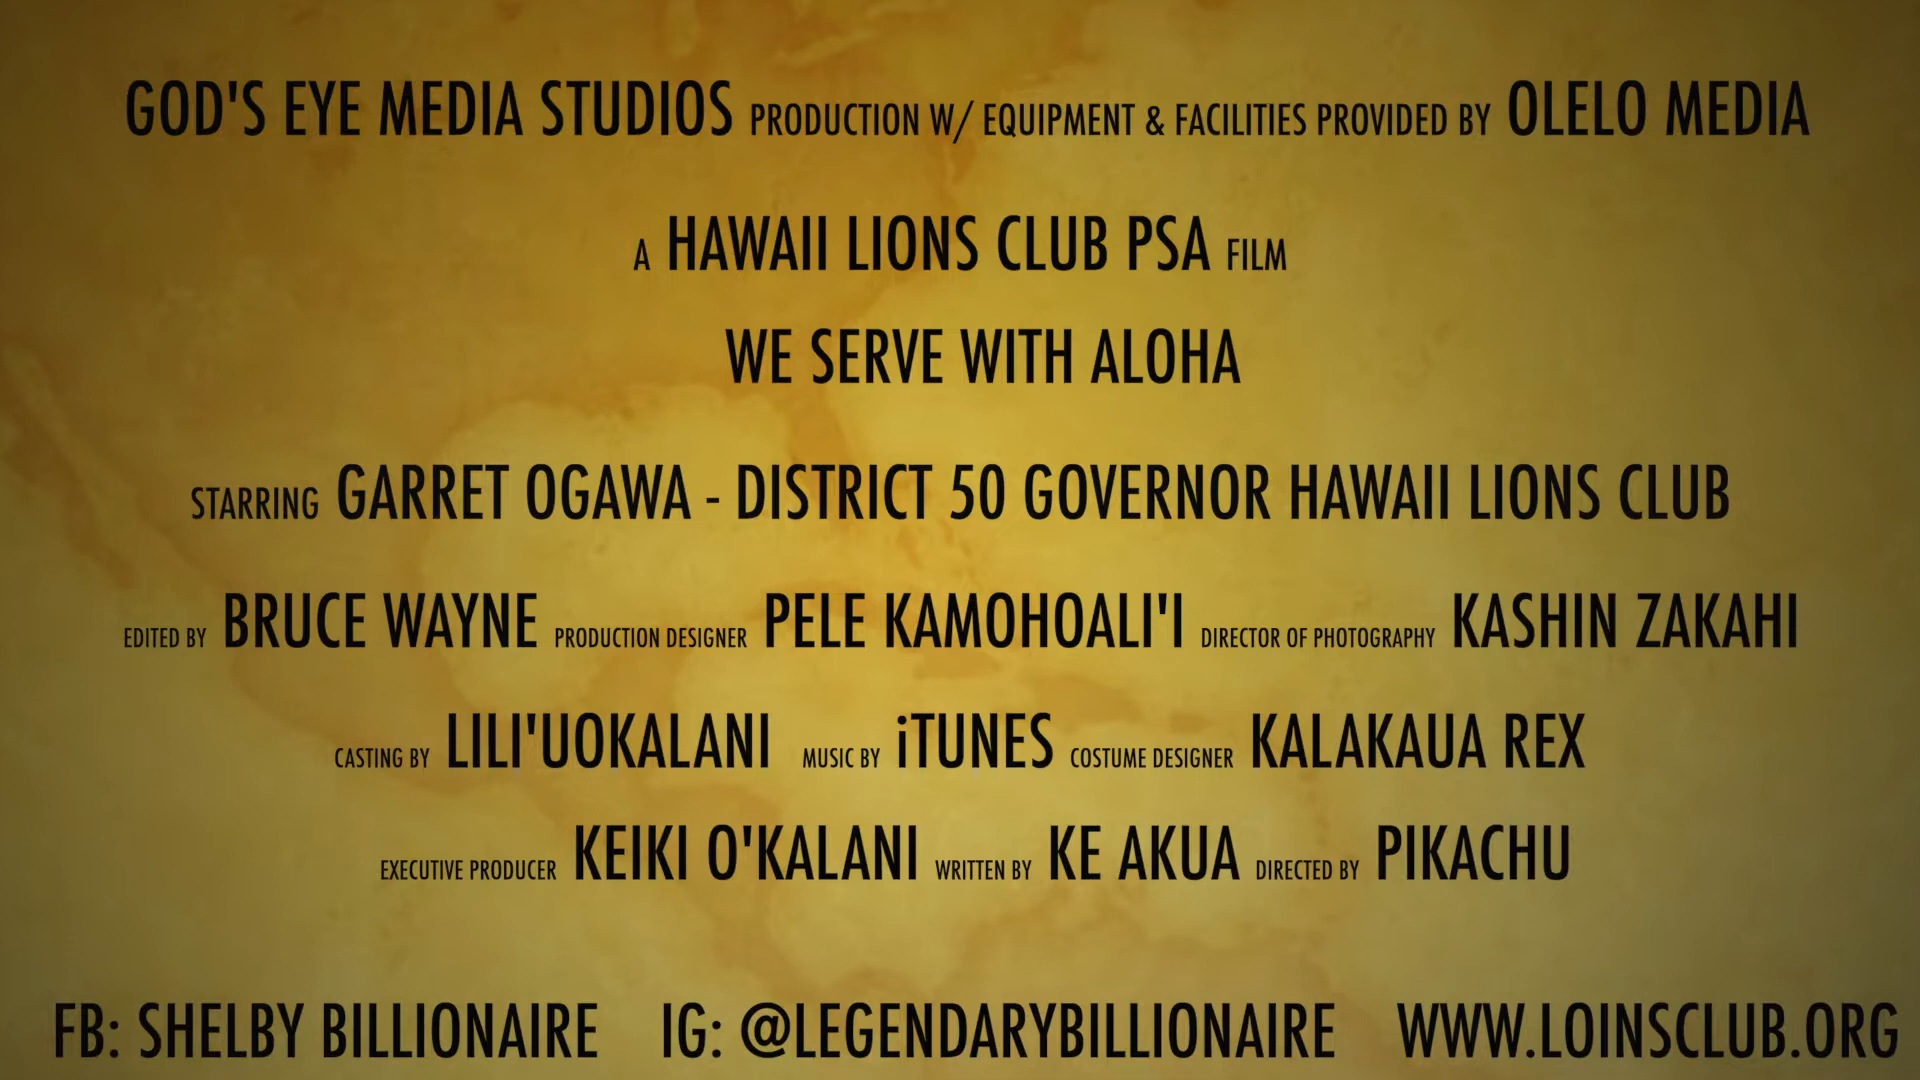 GOD'S EYE MEDIA STUDIOS PRODUCTION W/ EQUIPMENT & FACILITIES PROVIDED BY OLELO MEDIA
A HAWAII LIONS CLUB PSA FILM
WE SERVE WITH ALOHA
STARRING GARRET OGAWA - DISTRICT 50 GOVERNOR HAWAII LIONS CLUB
EDITED BY BRUCE WAYNE PRODUCTION DESIGNER PELE KAMOHOALI'I DIRECTOR OF PHOTOGRAPHY KASHIN ZAKAHI
CASTING BY LILI'UOKALANI MUSIC BY iTUNES COSTUME DESIGNER KALAKAUA REX
EXECUTIVE PRODUCER KEIKI O'KALANI WRITTEN BY KE AKUA DIRECTED BY PIKACHU
FB: SHELBY BILLIONAIRE IG: @LEGENDARYBILLIONAIRE WWW.LOINSCLUB.ORG